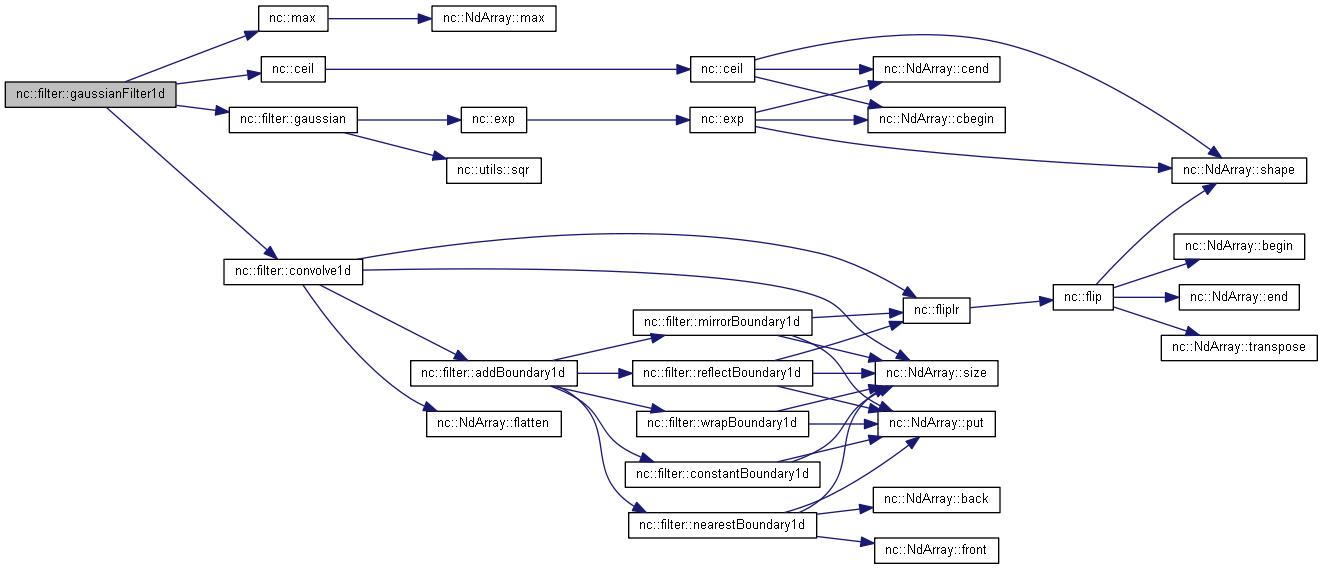 nc::max
nc::NdArray::max
nc::ceil
nc::ceil
nc::NdArray::cend
nc::filter::gaussianFilter1d
nc::filter::gaussian
nc::exp
nc::exp
nc::NdArray::cbegin
nc::utils::sqr
nc::NdArray::shape
nc::NdArray::begin
nc::filter::convolve1d
nc::NdArray::end
nc::fliplr
nc::flip
nc::filter::mirrorBoundary1d
nc::NdArray::transpose
nc::filter::addBoundary1d
nc::filter::reflectBoundary1d
nc::NdArray::size
nc::NdArray::flatten
nc::filter::wrapBoundary1d
nc::NdArray::put
nc::filter::constantBoundary1d
nc::NdArray::back
nc::filter::nearestBoundary1d
nc::NdArray::front